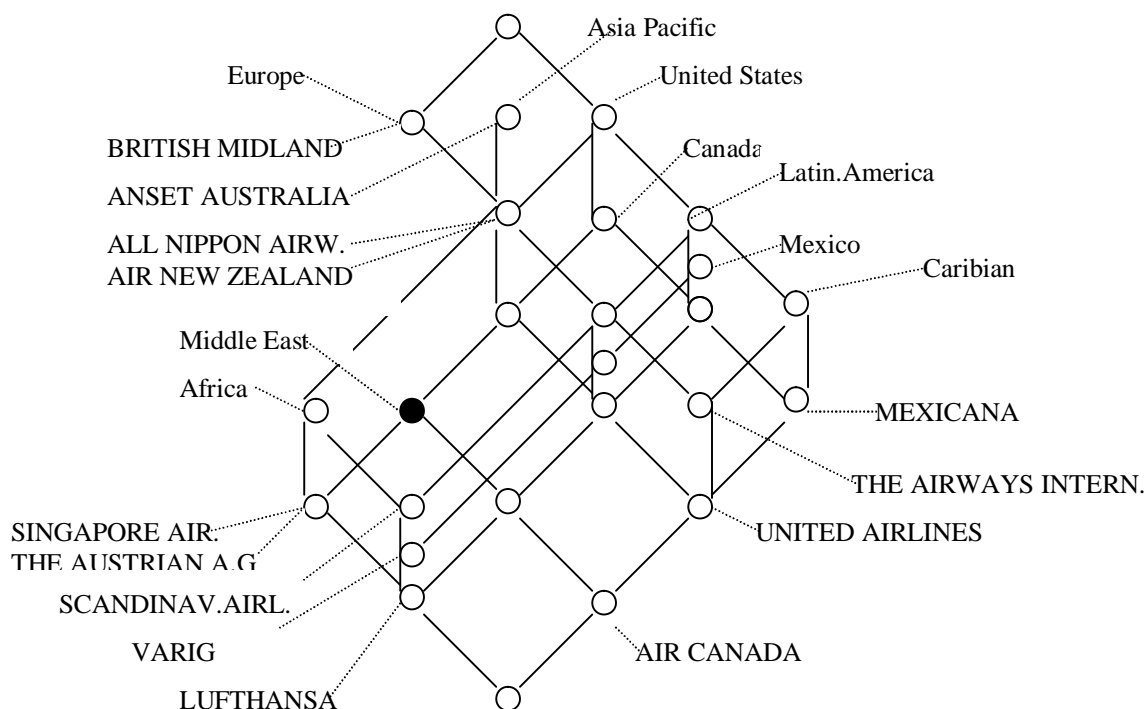 Asia Pacific
Europe
United States
BRITISH MIDLAND
Canada
Latin.America
ANSET AUSTRALIA
ALL NIPPON AIRW.
Mexico
AIR NEW ZEALAND
Caribian
Middle East
Africa
MEXICANA
THE AIRWAYS INTERN.
SINGAPORE AIR.
UNITED AIRLINES
THE AUSTRIAN A.G
SCANDINAV.AIRL.
VARIG
AIR CANADA
LUFTHANSA